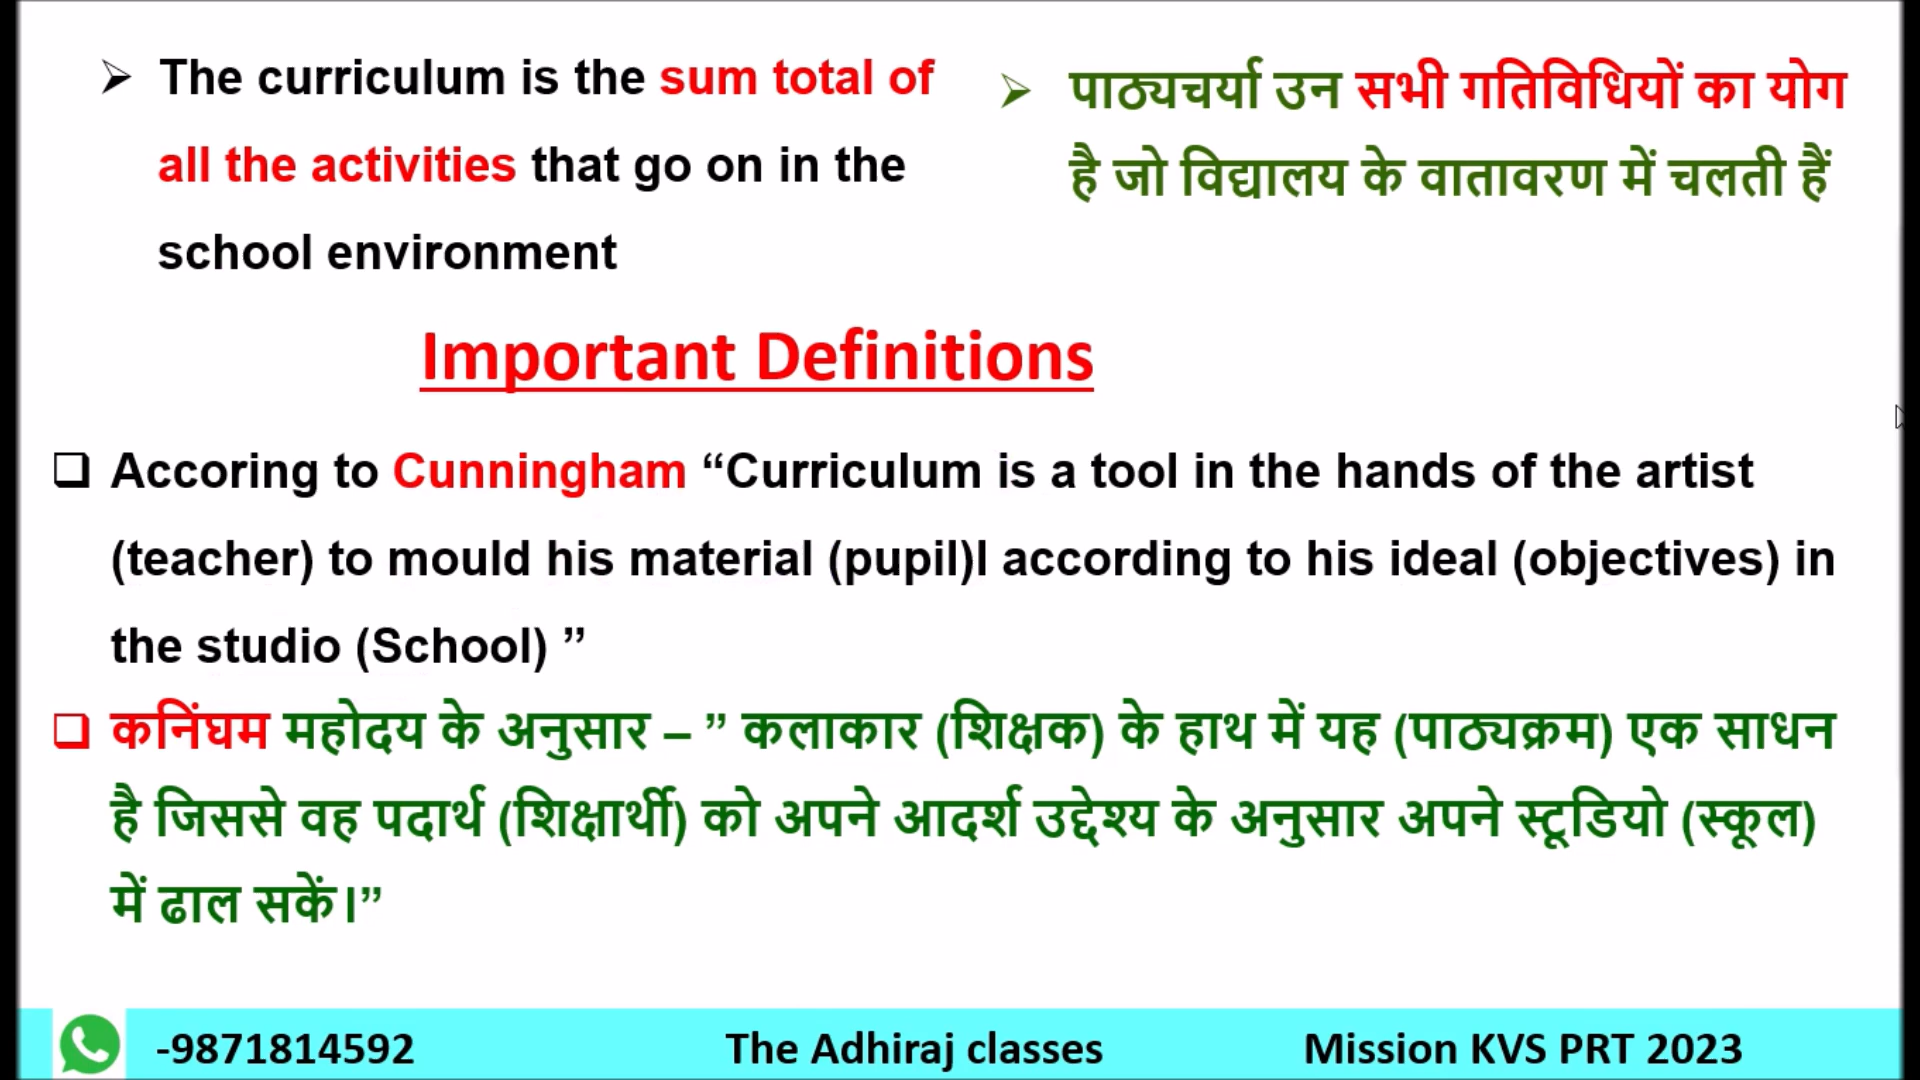 ➢ The curriculum is the sum total of
all the activities that go on in the
school environment
➢ पाठ्यचर्या उन सभी गतिविधियों का योग
है जो विद्यालय के वातावरण में चलती हैं
Important Definitions
❑ Accoring to Cunningham “Curriculum is a tool in the hands of the artist
(teacher) to mould his material (pupil)l according to his ideal (objectives) in
the studio (School) ”
❑ कनिंघम महोदय के अनुसार – ” कलाकार (शिक्षक) के हाथ में यह (पाठ्यक्रम) एक साधन
है जिससे वह पदार्थ (शिक्षार्थी) को अपने आदर्श उद्देश्य के अनुसार अपने स्टूडियो (स्कूल)
में ढाल सकें।”
-9871814592 The Adhiraj classes Mission KVS PRT 2023